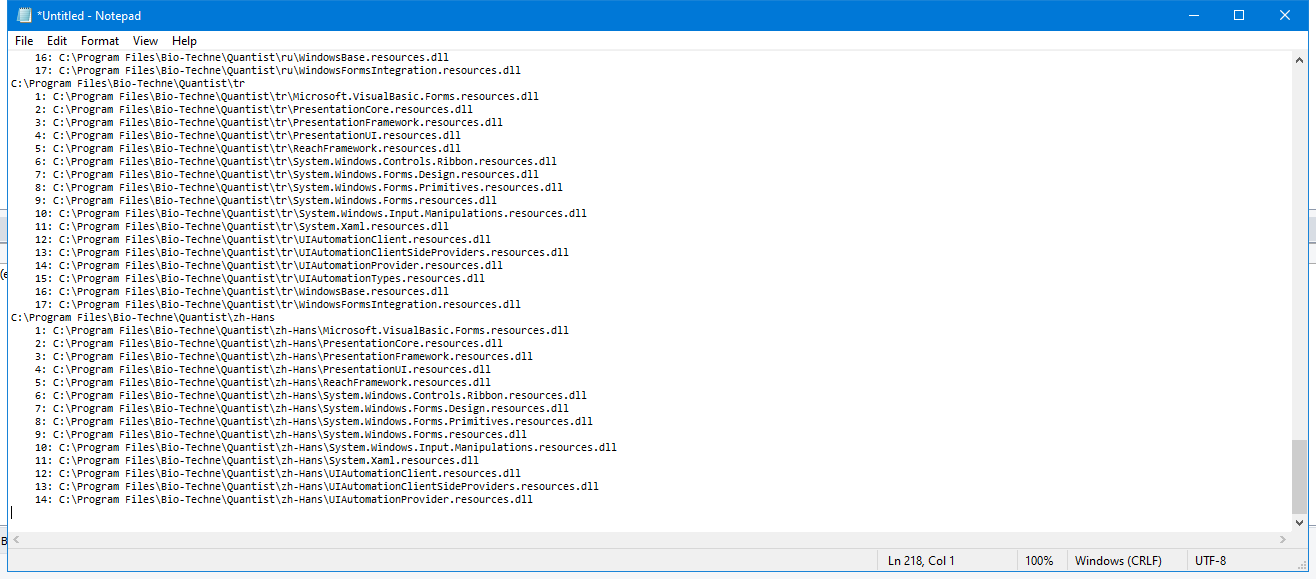 *Untitled - Notepad
File Edit Format View Help
16: C:\Program Files\Bio-Techne\Quantist\ru\WindowsBase.resources.dll
17: C:\Program Files\Bio-Techne\Quantist\ru\WindowsFormsIntegration.resources.dll
C:\Program Files\Bio-Techne\Quantist\tr
1: C:\Program Files\Bio-Techne\Quantist\tr\Microsoft.VisualBasic.Forms.resources.dll
2: C:\Program Files\Bio-Techne\Quantist\tr\PresentationCore.resources.dll
3: C:\Program Files\Bio-Techne\Quantist\tr\PresentationFramework.resources.dll
4: C:\Program Files\Bio-Techne\Quantist\tr\PresentationUI.resources.dll
5: C:\Program Files\Bio-Techne\Quantist\tr\ReachFramework.resources.dll
6: C:\Program Files\Bio-Techne\Quantist\tr\System.Windows.Controls.Ribbon.resources.dll
7: C:\Program Files\Bio-Techne\Quantist\tr\System.Windows.Forms.Design.resources.dll
8: C:\Program Files\Bio-Techne\Quantist\tr\System.Windows.Forms.Primitives.resources.dll
9: C:\Program Files\Bio-Techne\Quantist\tr\System.Windows.Forms.resources.dll
10: C:\Program Files\Bio-Techne\Quantist\tr\System.Windows.Input.Manipulations.resources.dll
11: C:\Program Files\Bio-Techne\Quantist\tr\System.Xaml.resources.dll
12: C:\Program Files\Bio-Techne\Quantist\tr\UIAutomationClient.resources.dll
13: C:\Program Files\Bio-Techne\Quantist\tr\UIAutomationClientSideProviders.resources.dll
14: C:\Program Files\Bio-Techne\Quantist\tr\UIAutomationProvider.resources.dll
15: C:\Program Files\Bio-Techne\Quantist\tr\UIAutomationTypes.resources.dll
16: C:\Program Files\Bio-Techne\Quantist\tr\WindowsBase.resources.dll
17: C:\Program Files\Bio-Techne\Quantist\tr\WindowsFormsIntegration.resources.dll
C:\Program Files\Bio-Techne\Quantist\zh-Hans
1: C:\Program Files\Bio-Techne\Quantist\zh-Hans\Microsoft.VisualBasic.Forms.resources.dll
2: C:\Program Files\Bio-Techne\Quantist\zh-Hans\PresentationCore.resources.dll
3: C:\Program Files\Bio-Techne\Quantist\zh-Hans\PresentationFramework.resources.dll
4: C:\Program Files\Bio-Techne\Quantist\zh-Hans\PresentationUI.resources.dll
5: C:\Program Files\Bio-Techne\Quantist\zh-Hans\ReachFramework.resources.dll
6: C:\Program Files\Bio-Techne\Quantist\zh-Hans\System.Windows.Controls.Ribbon.resources.dll
7: C:\Program Files\Bio-Techne\Quantist\zh-Hans\System.Windows.Forms.Design.resources.dll
8: C:\Program Files\Bio-Techne\Quantist\zh-Hans\System.Windows.Forms.Primitives.resources.dll
9: C:\Program Files\Bio-Techne\Quantist\zh-Hans\System.Windows.Forms.resources.dll
10: C:\Program Files\Bio-Techne\Quantist\zh-Hans\System.Windows.Input.Manipulations.resources.dll
11: C:\Program Files\Bio-Techne\Quantist\zh-Hans\System.Xaml.resources.dll
12: C:\Program Files\Bio-Techne\Quantist\zh-Hans\UIAutomationClient.resources.dll
13: C:\Program Files\Bio-Techne\Quantist\zh-Hans\UIAutomationClientSideProviders.resources.dll
14: C:\Program Files\Bio-Techne\Quantist\zh-Hans\UIAutomationProvider.resources.dll
Ln 218, Col 1 100% Windows (CRLF) UTF-8